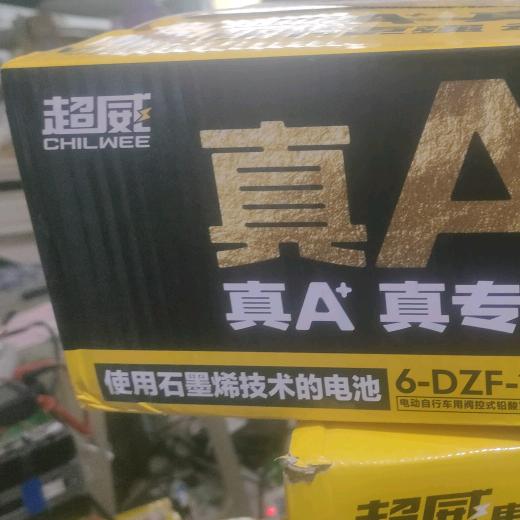 超威
CHILWEE
真A
真A+ 真专
使用石墨烯技术的电池
6-DZF-
电动自行车用阀控式铅酸
超威